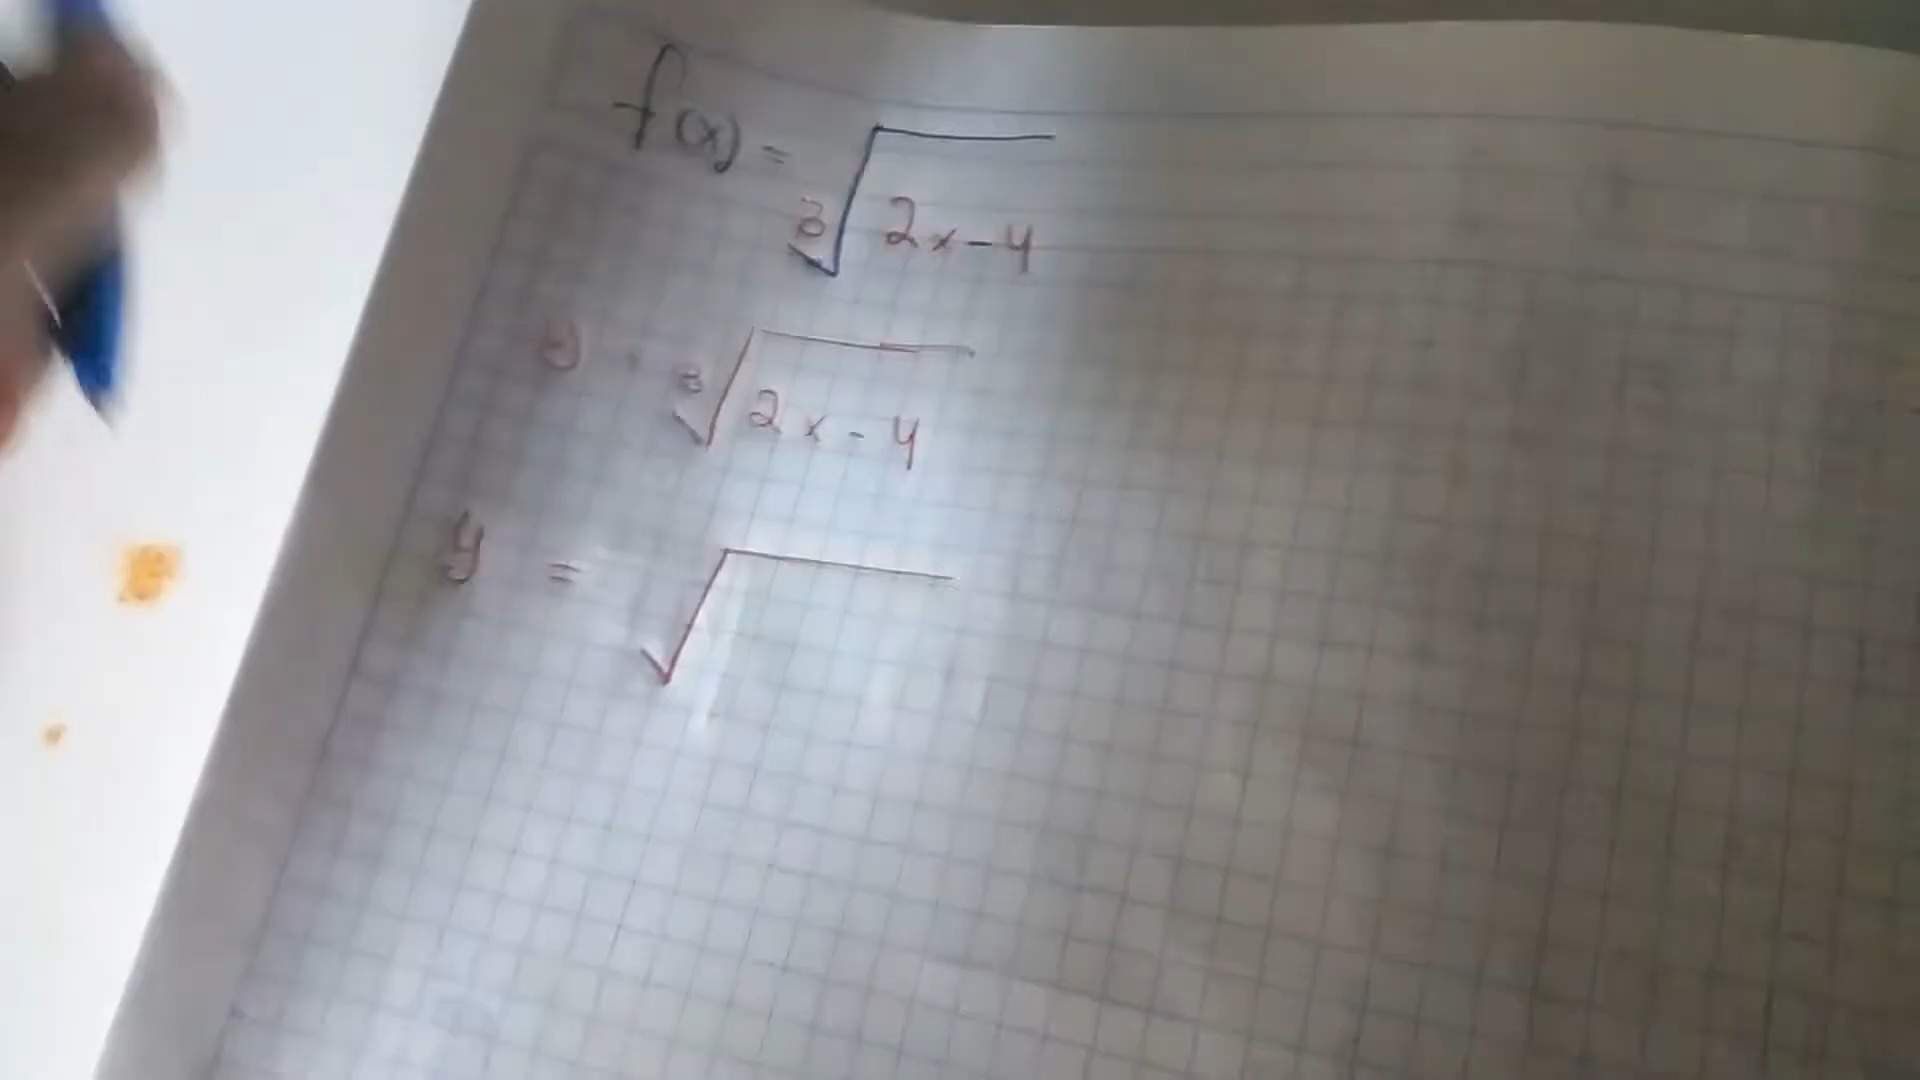 f(x) = ∛(2x-4)
y = ∛(2x-4)
y = √